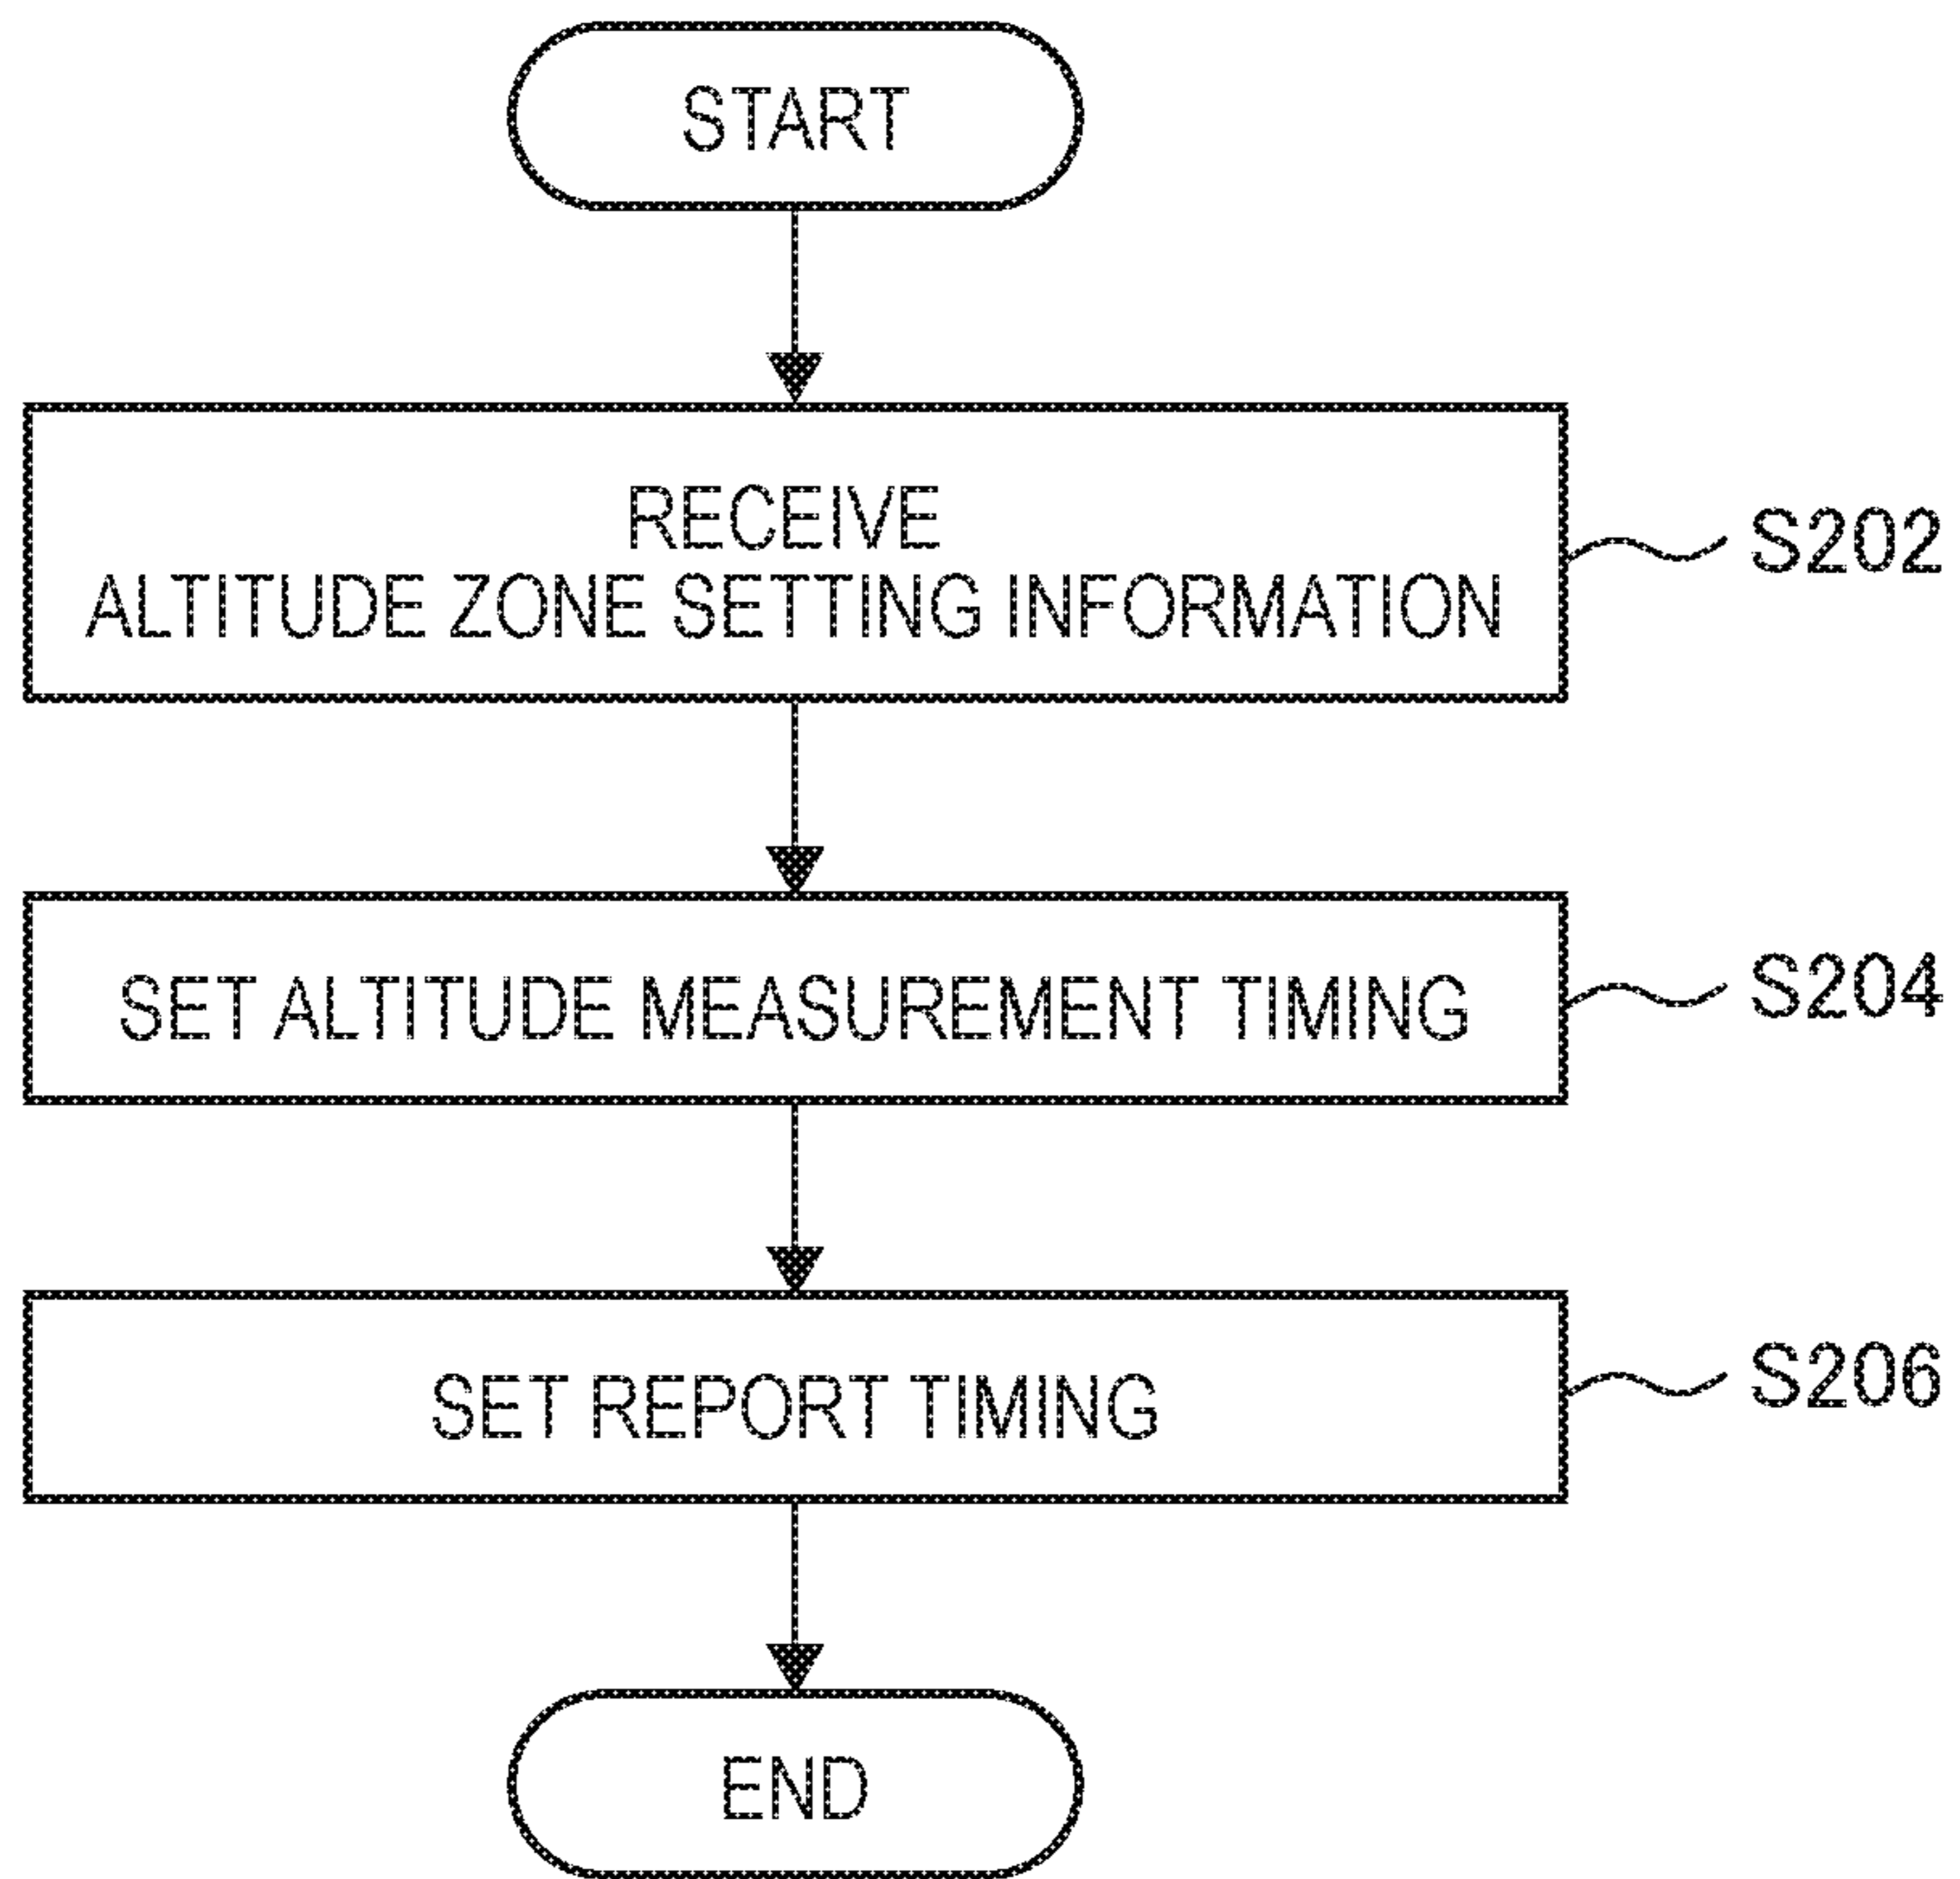 START
RECEIVE
ALTITUDE ZONE SETTING INFORMATION
S202
SET ALTITUDE MEASUREMENT TIMING
S204
SET REPORT TIMING
S206
END